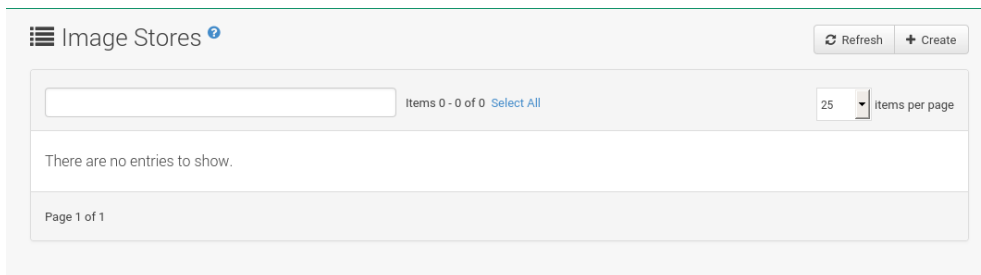 Image Stores ?
Refresh + Create
Items 0 - 0 of 0 Select All
25 items per page
There are no entries to show.
Page 1 of 1